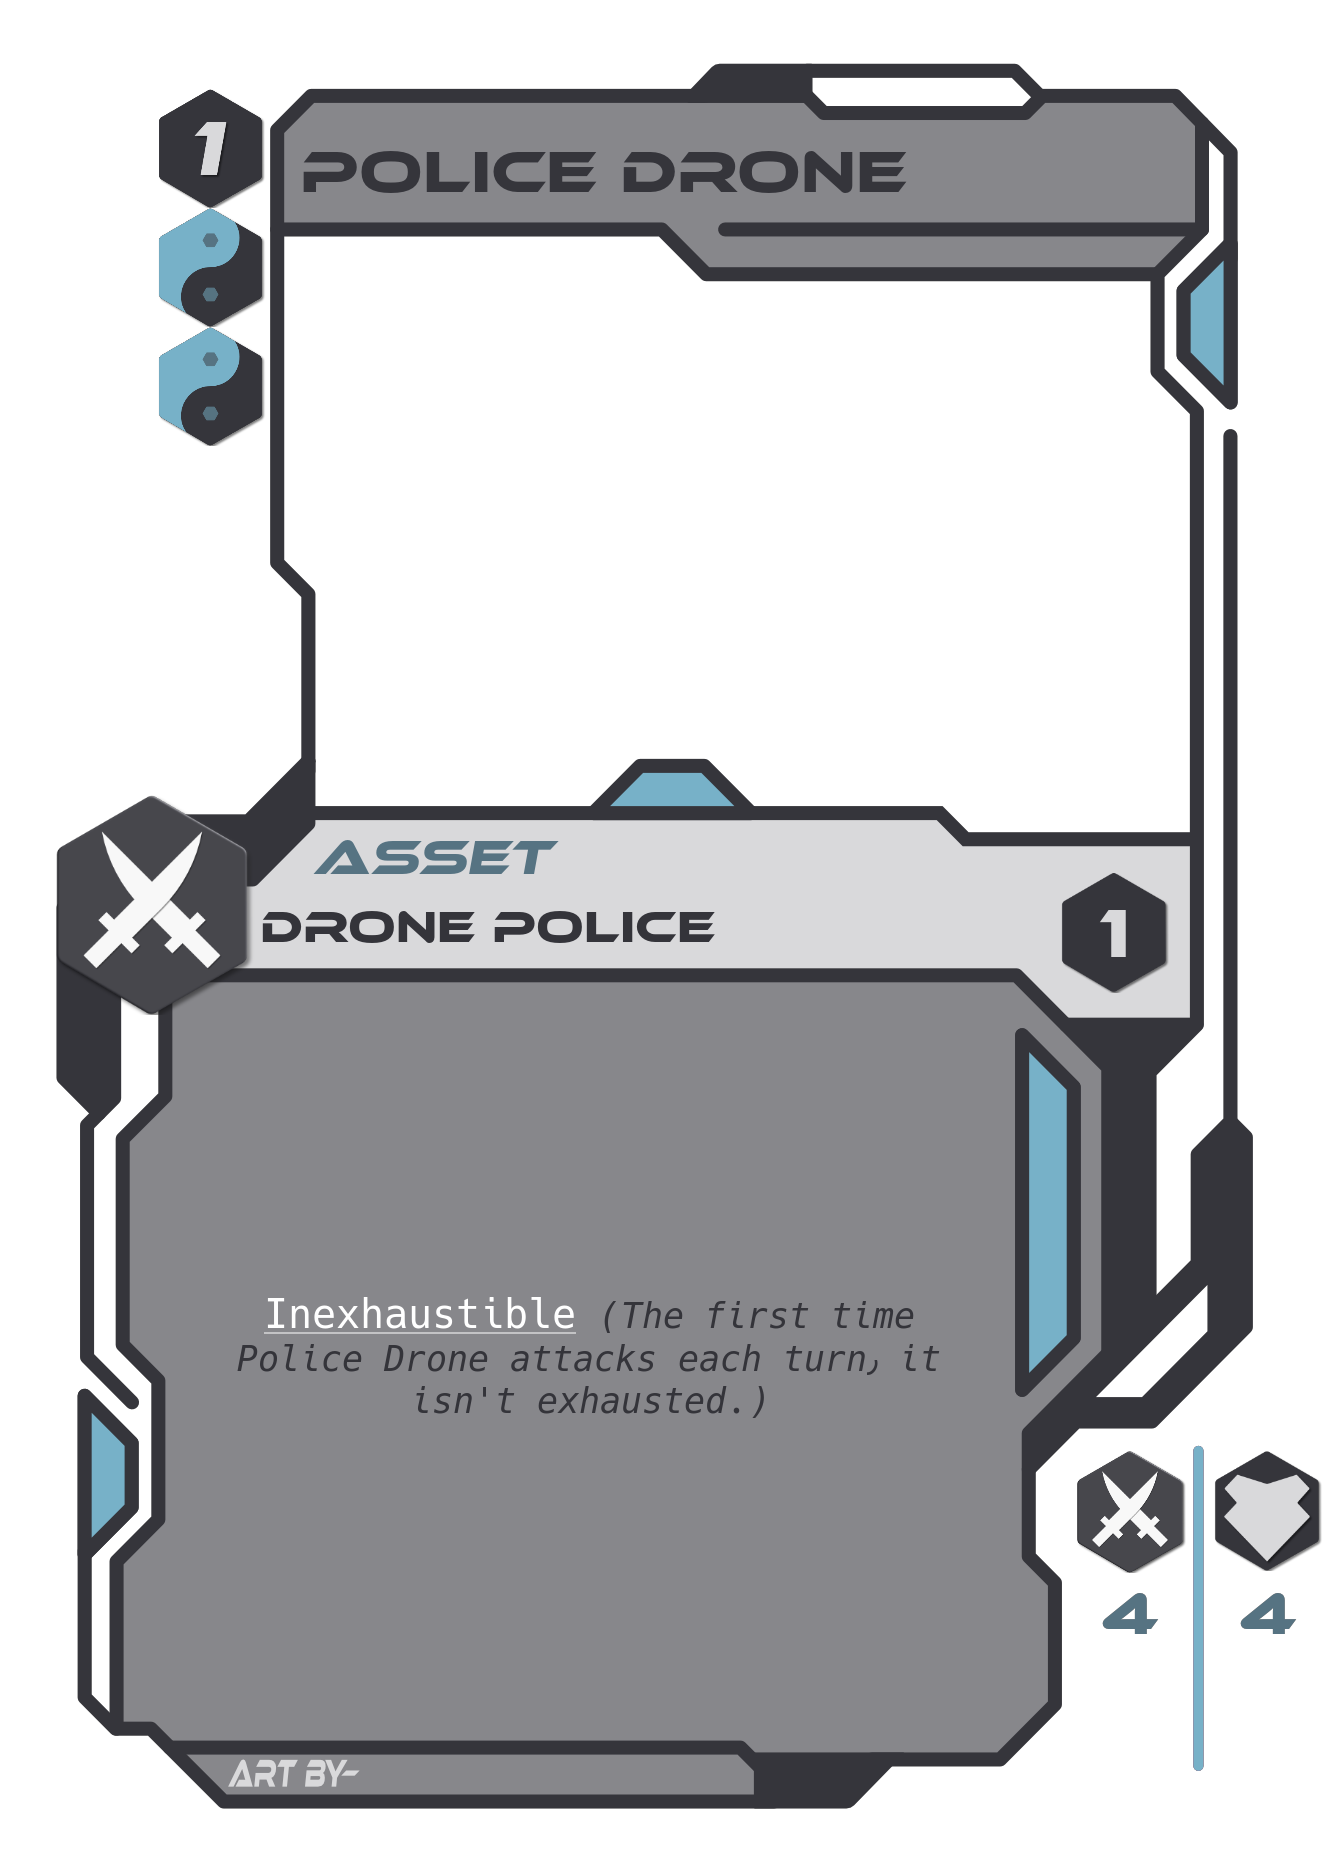 1
POLICE DRONE
ASSET
DRONE POLICE
1
Inexhaustible (The first time
Police Drone attacks each turn, it
isn't exhausted.)
4
4
ART BY-